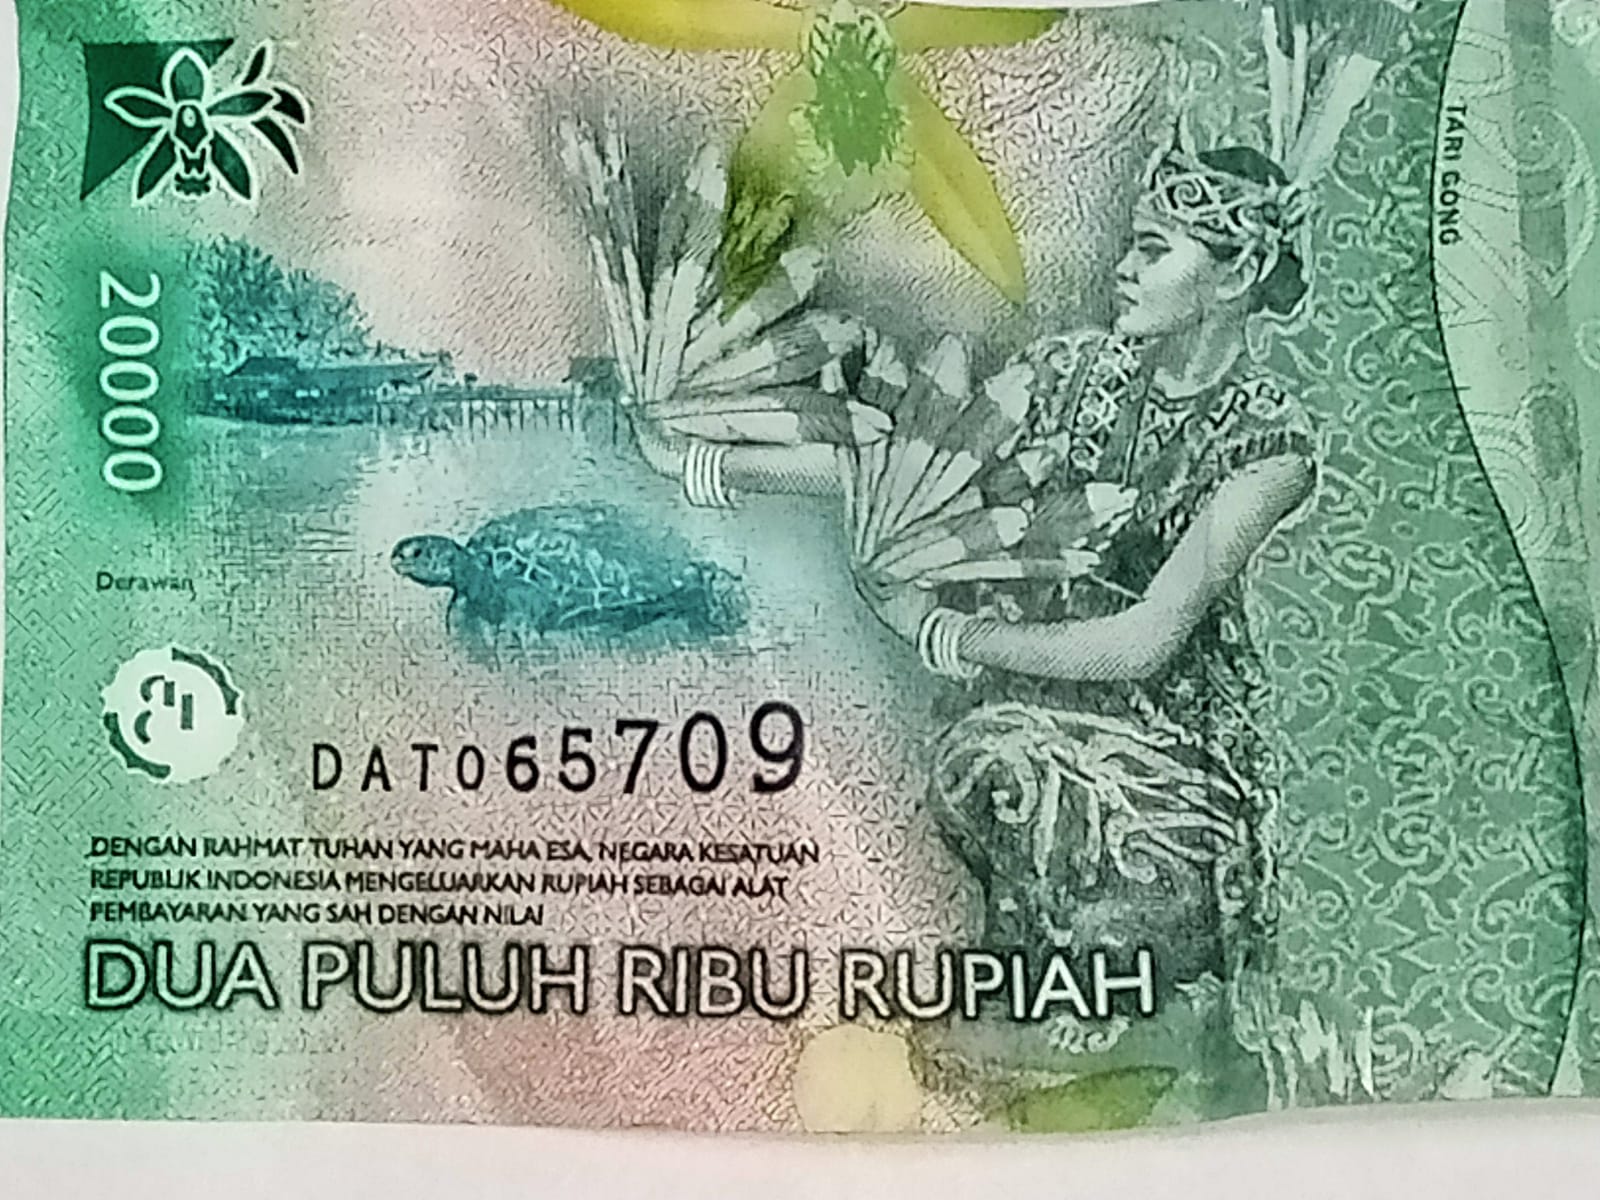 TARI GONG
20000
Derawan
DAT065709
DENGAN RAHMAT TUHAN YANG MAHA ESA, NEGARA KESATUAN
REPUBLIK INDONESIA MENGELUARKAN RUPIAH SEBAGAI ALAT
PEMBAYARAN YANG SAH DENGAN NILAI
DUA PULUH RIBU RUPIAH